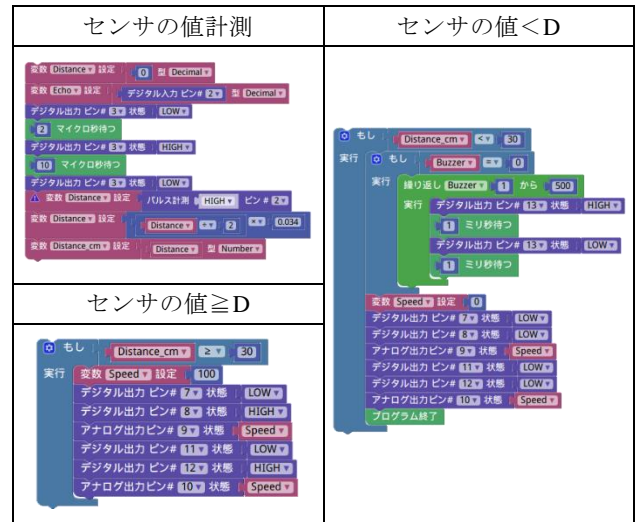 センサの値計測
変数 Distance 設定 0 型 Decimal
変数 Echo 設定 デジタル入力 ピン# 2 型 Decimal
デジタル出力 ピン# 3 状態 LOW
2 マイクロ秒待つ
デジタル出力 ピン# 3 状態 HIGH
10 マイクロ秒待つ
デジタル出力 ピン# 3 状態 LOW
変数 Distance 設定 パルス計測 HIGH ピン# 2
変数 Distance 設定 Distance ÷ 2 × 0.034
変数 Distance_cm 設定 Distance 型 Number
センサの値≧D
もし Distance_cm ≥ 30
実行 変数 Speed 設定 100
デジタル出力 ピン# 7 状態 LOW
デジタル出力 ピン# 8 状態 HIGH
アナログ出力ピン# 9 状態 Speed
デジタル出力 ピン# 11 状態 LOW
デジタル出力 ピン# 12 状態 HIGH
アナログ出力ピン# 10 状態 Speed
センサの値<D
もし Distance_cm < 30
実行 もし Buzzer = 0
実行 繰り返し Buzzer 1 から 500
実行 デジタル出力 ピン# 13 状態 HIGH
1 ミリ秒待つ
デジタル出力 ピン# 13 状態 LOW
1 ミリ秒待つ
変数 Speed 設定 0
デジタル出力 ピン# 7 状態 LOW
デジタル出力 ピン# 8 状態 LOW
アナログ出力ピン# 9 状態 Speed
デジタル出力 ピン# 11 状態 LOW
デジタル出力 ピン# 12 状態 LOW
アナログ出力ピン# 10 状態 Speed
プログラム終了